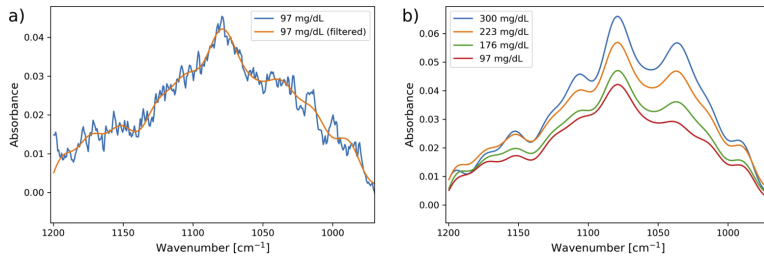 a)
97 mg/dL
97 mg/dL (filtered)
0.04
0.03
0.02
0.01
0.00
Absorbance
1200
1150
1100
1050
1000
Wavenumber [cm⁻¹]
b)
300 mg/dL
223 mg/dL
176 mg/dL
97 mg/dL
0.06
0.05
0.04
0.03
0.02
0.01
0.00
Absorbance
1200
1150
1100
1050
1000
Wavenumber [cm⁻¹]